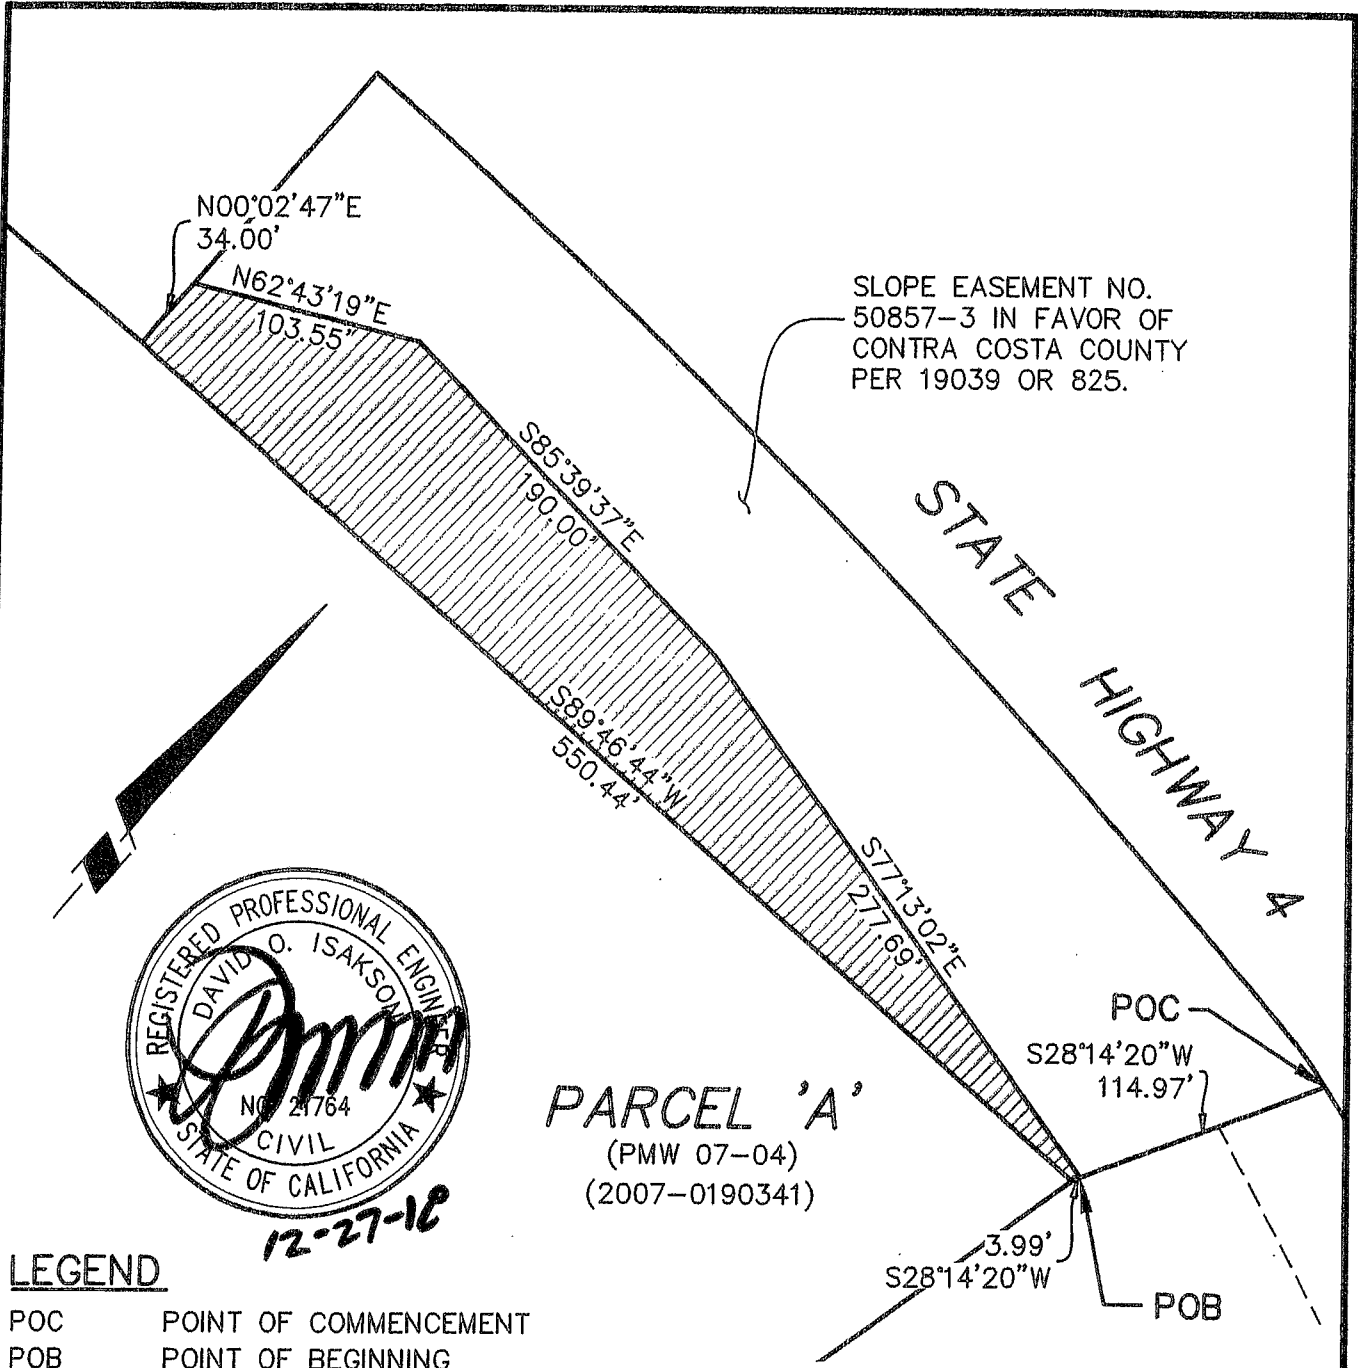 N00°02'47"E
34.00'
N62°43'19"E
103.55"
SLOPE EASEMENT NO.
50857-3 IN FAVOR OF
CONTRA COSTA COUNTY
PER 19039 OR 825.
S85°39'37"E
190.00'
STATE HIGHWAY 4
S89°46'44"W
550.44'
S77°13'02"E
277.69'
POC
S28°14'20"W
114.97'
REGISTERED PROFESSIONAL ENGINEER
DAVID O. ISAKSON
NO. 21764
CIVIL
STATE OF CALIFORNIA
12-27-18
PARCEL 'A'
(PMW 07-04)
(2007-0190341)
3.99'
S28°14'20"W
POB
LEGEND
POC POINT OF COMMENCEMENT
POB POINT OF BEGINNING